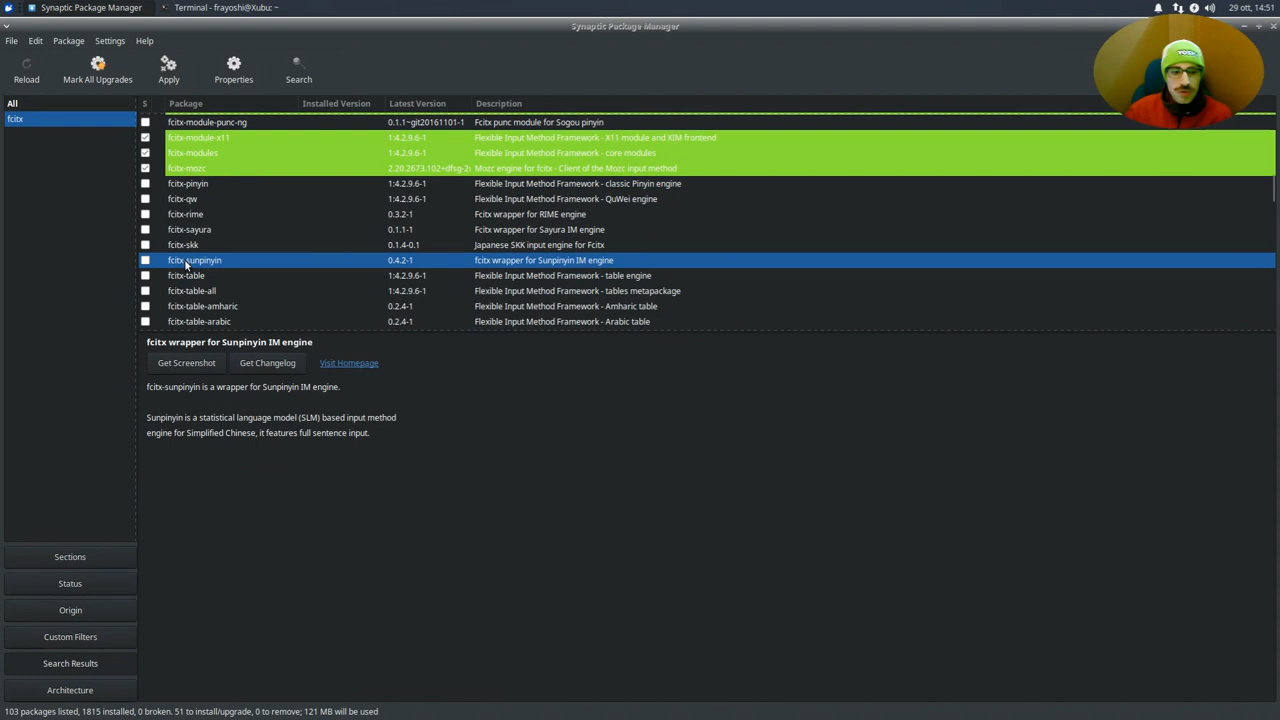 Synaptic Package Manager
Terminal - frayoshi@Xubu: ~
29 ott, 14:51
Synaptic Package Manager
File Edit Package Settings Help
Reload Mark All Upgrades Apply Properties Search
All
fcitx
S Package Installed Version Latest Version Description
fcitx-module-punc-ng 0.1.1~git20161101-1 Fcitx punc module for Sogou pinyin
fcitx-module-x11 1:4.2.9.6-1 Flexible Input Method Framework - X11 module and XIM frontend
fcitx-modules 1:4.2.9.6-1 Flexible Input Method Framework - core modules
fcitx-mozc 2.20.2673.102+dfsg-2 Mozc engine for fcitx - Client of the Mozc input method
fcitx-pinyin 1:4.2.9.6-1 Flexible Input Method Framework - classic Pinyin engine
fcitx-qw 1:4.2.9.6-1 Flexible Input Method Framework - QuWei engine
fcitx-rime 0.3.2-1 Fcitx wrapper for RIME engine
fcitx-sayura 0.1.1-1 Fcitx wrapper for Sayura IM engine
fcitx-skk 0.1.4-0.1 Japanese SKK input engine for Fcitx
fcitx-sunpinyin 0.4.2-1 fcitx wrapper for Sunpinyin IM engine
fcitx-table 1:4.2.9.6-1 Flexible Input Method Framework - table engine
fcitx-table-all 1:4.2.9.6-1 Flexible Input Method Framework - tables metapackage
fcitx-table-amharic 0.2.4-1 Flexible Input Method Framework - Amharic table
fcitx-table-arabic 0.2.4-1 Flexible Input Method Framework - Arabic table
fcitx wrapper for Sunpinyin IM engine
Get Screenshot Get Changelog Visit Homepage
fcitx-sunpinyin is a wrapper for Sunpinyin IM engine.
Sunpinyin is a statistical language model (SLM) based input method
engine for Simplified Chinese, it features full sentence input.
Sections
Status
Origin
Custom Filters
Search Results
Architecture
103 packages listed, 1815 installed, 0 broken. 51 to install/upgrade, 0 to remove; 121 MB will be used